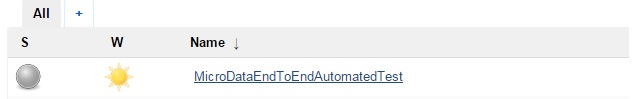 All +
S W Name ↓
MicroDataEndToEndAutomatedTest